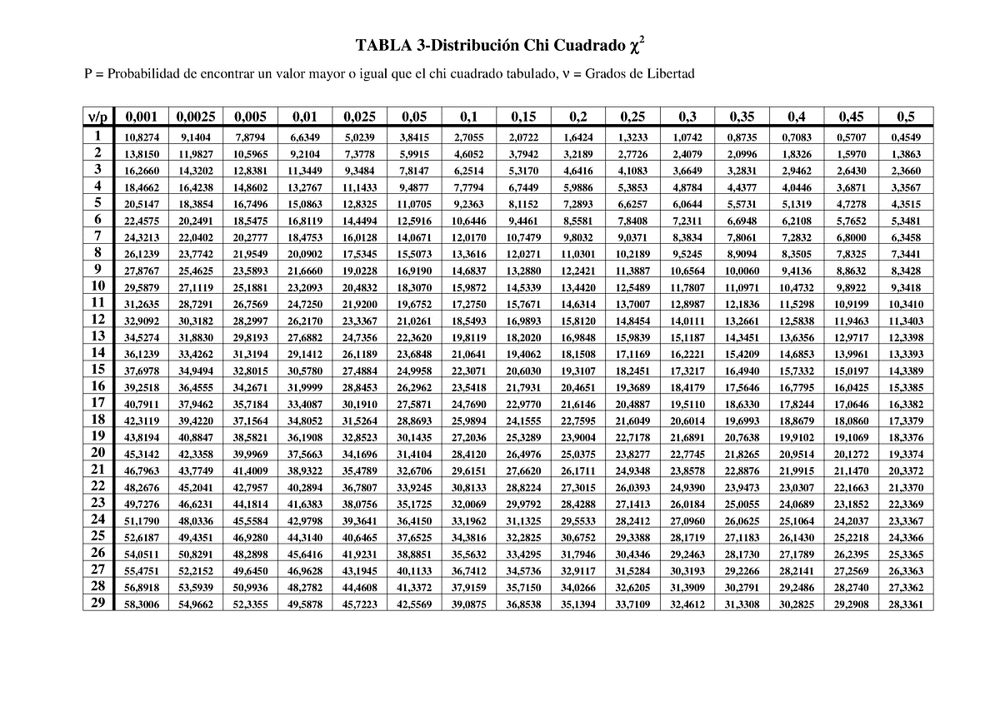 TABLA 3-Distribución Chi Cuadrado χ²
P = Probabilidad de encontrar un valor mayor o igual que el chi cuadrado tabulado, ν = Grados de Libertad
ν/p 0,001 0,0025 0,005 0,01 0,025 0,05 0,1 0,15 0,2 0,25 0,3 0,35 0,4 0,45 0,5
1 10,8274 9,1404 7,8794 6,6349 5,0239 3,8415 2,7055 2,0722 1,6424 1,3233 1,0742 0,8735 0,7083 0,5707 0,4549
2 13,8150 11,9827 10,5965 9,2104 7,3778 5,9915 4,6052 3,7942 3,2189 2,7726 2,4079 2,0996 1,8326 1,5970 1,3863
3 16,2660 14,3202 12,8381 11,3449 9,3484 7,8147 6,2514 5,3170 4,6416 4,1083 3,6649 3,2831 2,9462 2,6430 2,3660
4 18,4662 16,4238 14,8602 13,2767 11,1433 9,4877 7,7794 6,7449 5,9886 5,3853 4,8784 4,4377 4,0446 3,6871 3,3567
5 20,5147 18,3854 16,7496 15,0863 12,8325 11,0705 9,2363 8,1152 7,2893 6,6257 6,0644 5,5731 5,1319 4,7278 4,3515
6 22,4575 20,2491 18,5475 16,8119 14,4494 12,5916 10,6446 9,4461 8,5581 7,8408 7,2311 6,6948 6,2108 5,7652 5,3481
7 24,3213 22,0402 20,2777 18,4753 16,0128 14,0671 12,0170 10,7479 9,8032 9,0371 8,3834 7,8061 7,2832 6,8000 6,3458
8 26,1239 23,7742 21,9549 20,0902 17,5345 15,5073 13,3616 12,0271 11,0301 10,2189 9,5245 8,9094 8,3505 7,8325 7,3441
9 27,8767 25,4625 23,5893 21,6660 19,0228 16,9190 14,6837 13,2880 12,2421 11,3887 10,6564 10,0060 9,4136 8,8632 8,3428
10 29,5879 27,1119 25,1881 23,2093 20,4832 18,3070 15,9872 14,5339 13,4420 12,5489 11,7807 11,0971 10,4732 9,8922 9,3418
11 31,2635 28,7291 26,7569 24,7250 21,9200 19,6752 17,2750 15,7671 14,6314 13,7007 12,8987 12,1836 11,5298 10,9199 10,3410
12 32,9092 30,3182 28,2997 26,2170 23,3367 21,0261 18,5493 16,9893 15,8120 14,8454 14,0111 13,2661 12,5838 11,9463 11,3403
13 34,5274 31,8830 29,8193 27,6882 24,7356 22,3620 19,8119 18,2020 16,9848 15,9839 15,1187 14,3451 13,6356 12,9717 12,3398
14 36,1239 33,4262 31,3194 29,1412 26,1189 23,6848 21,0641 19,4062 18,1508 17,1169 16,2221 15,4209 14,6853 13,9961 13,3393
15 37,6978 34,9494 32,8015 30,5780 27,4884 24,9958 22,3071 20,6030 19,3107 18,2451 17,3217 16,4940 15,7332 15,0197 14,3389
16 39,2518 36,4555 34,2671 31,9999 28,8453 26,2962 23,5418 21,7931 20,4651 19,3689 18,4179 17,5646 16,7795 16,0425 15,3385
17 40,7911 37,9462 35,7184 33,4087 30,1910 27,5871 24,7690 22,9770 21,6146 20,4887 19,5110 18,6330 17,8244 17,0646 16,3382
18 42,3119 39,4220 37,1564 34,8052 31,5264 28,8693 25,9894 24,1555 22,7595 21,6049 20,6014 19,6993 18,8679 18,0860 17,3379
19 43,8194 40,8847 38,5821 36,1908 32,8523 30,1435 27,2036 25,3289 23,9004 22,7178 21,6891 20,7638 19,9102 19,1069 18,3376
20 45,3142 42,3358 39,9969 37,5663 34,1696 31,4104 28,4120 26,4976 25,0375 23,8277 22,7745 21,8265 20,9514 20,1272 19,3374
21 46,7963 43,7749 41,4009 38,9322 35,4789 32,6706 29,6151 27,6620 26,1711 24,9348 23,8578 22,8876 21,9915 21,1470 20,3372
22 48,2676 45,2041 42,7957 40,2894 36,7807 33,9245 30,8133 28,8224 27,3015 26,0393 24,9390 23,9473 23,0307 22,1663 21,3370
23 49,7276 46,6231 44,1814 41,6383 38,0756 35,1725 32,0069 29,9792 28,4288 27,1413 26,0184 25,0055 24,0689 23,1852 22,3369
24 51,1790 48,0336 45,5584 42,9798 39,3641 36,4150 33,1962 31,1325 29,5533 28,2412 27,0960 26,0625 25,1064 24,2037 23,3367
25 52,6187 49,4351 46,9280 44,3140 40,6465 37,6525 34,3816 32,2825 30,6752 29,3388 28,1719 27,1183 26,1430 25,2218 24,3366
26 54,0511 50,8291 48,2898 45,6416 41,9231 38,8851 35,5632 33,4295 31,7946 30,4346 29,2463 28,1730 27,1789 26,2395 25,3365
27 55,4751 52,2152 49,6450 46,9628 43,1945 40,1133 36,7412 34,5736 32,9117 31,5284 30,3193 29,2266 28,2141 27,2569 26,3363
28 56,8918 53,5939 50,9936 48,2782 44,4608 41,3372 37,9159 35,7150 34,0266 32,6205 31,3909 30,2791 29,2486 28,2740 27,3362
29 58,3006 54,9662 52,3355 49,5878 45,7223 42,5569 39,0875 36,8538 35,1394 33,7109 32,4612 31,3308 30,2825 29,2908 28,3361